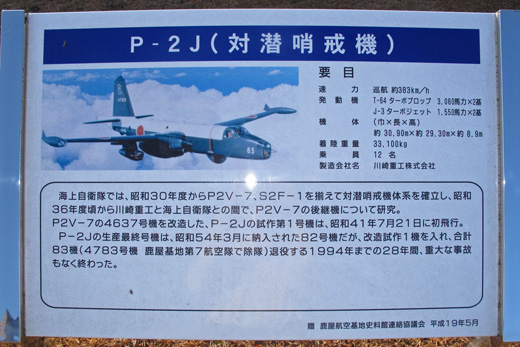 P-2J(対潜哨戒機)
要目
速力 巡航 約383km/h
発動機 T-64ターボプロップ 3,060馬力×2基
J-3ターボジェット 1,550馬力×2基
機体 (巾×長×高)
約30,90m×約29,30m×約8,9m
着陸重量 33,100kg
乗員 12名
製造会社名 川崎重工株式会社
海上自衛隊では、昭和30年度からP2V-7、S2F-1を揃えて対潜哨戒機体系を確立し、昭和
36年度頃から川崎重工と海上自衛隊との間で、P2V-7の後継機について研究。
P2V-7の4637号機を改造した、P-2Jの試作第1号機は、昭和41年7月21日に初飛行。
P-2Jの生産最終号機は、昭和54年3月に納入された82号機だが、改造試作1機を入れ、合計
83機(4783号機 鹿屋基地第7航空隊で除隊)退役する1994年までの28年間、重大な事故
もなく終わった。
贈 鹿屋航空基地史料館連絡協議会 平成19年5月
63